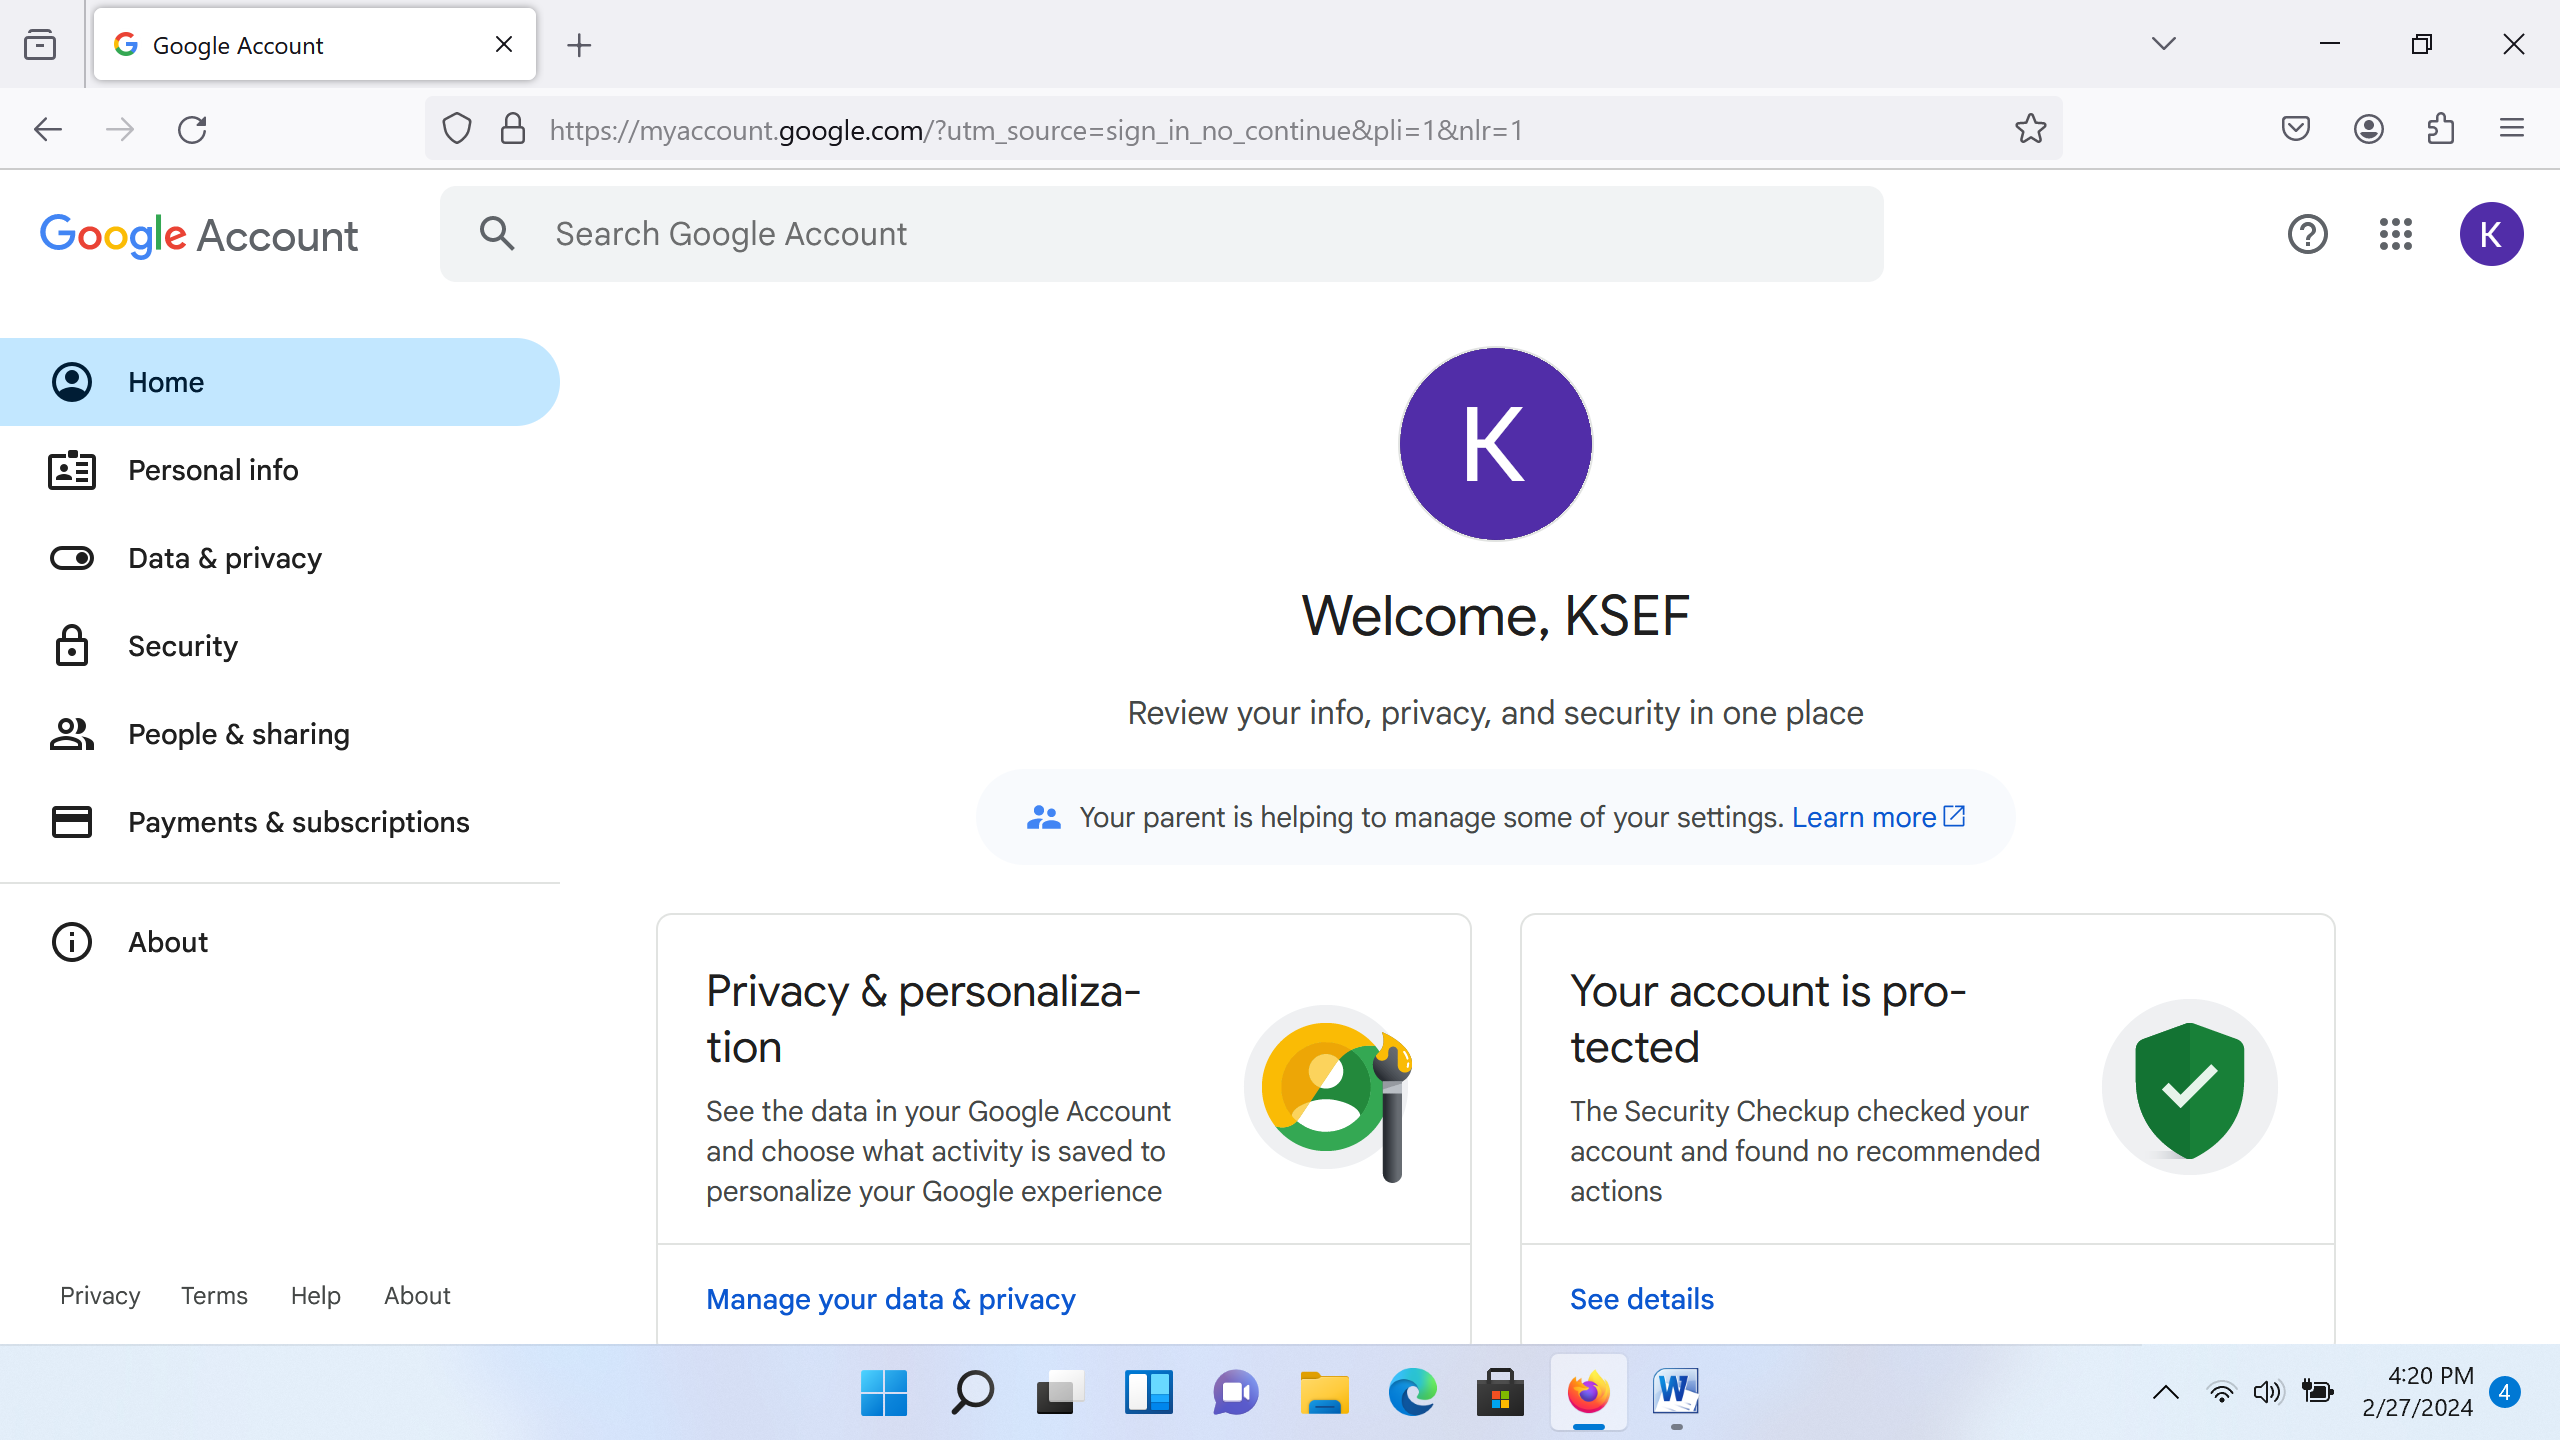 Google Account
https://myaccount.google.com/?utm_source=sign_in_no_continue&pli=1&nlr=1
Google Account
Search Google Account
K
Home
Personal info
Data & privacy
Security
People & sharing
Payments & subscriptions
About
Privacy Terms Help About
K
Welcome, KSEF
Review your info, privacy, and security in one place
Your parent is helping to manage some of your settings. Learn more
Privacy & personaliza-
tion
See the data in your Google Account
and choose what activity is saved to
personalize your Google experience
Manage your data & privacy
Your account is pro-
tected
The Security Checkup checked your
account and found no recommended
actions
See details
W
4:20 PM
2/27/2024
4